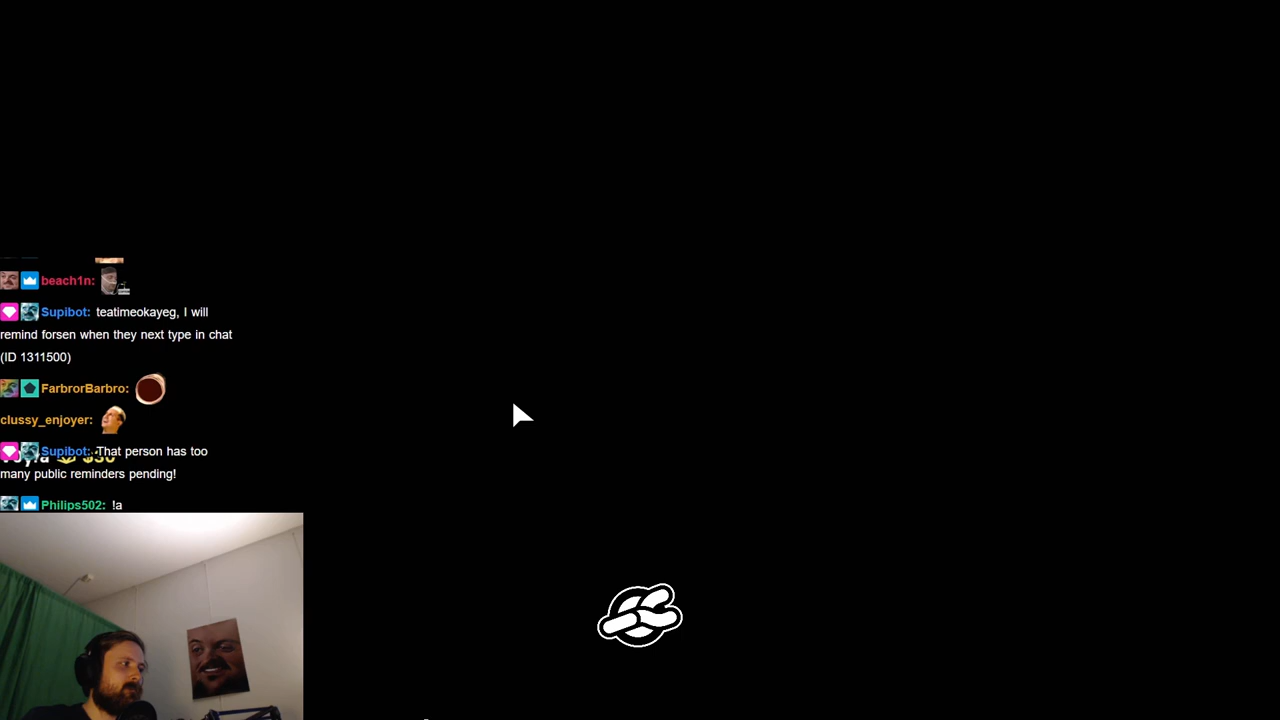 beach1n:
Supibot: teatimeokayeg, I will
remind forsen when they next type in chat
(ID 1311500)
FarbrorBarbro:
clussy_enjoyer:
Supibot: That person has too
many public reminders pending!
Philips502: !a